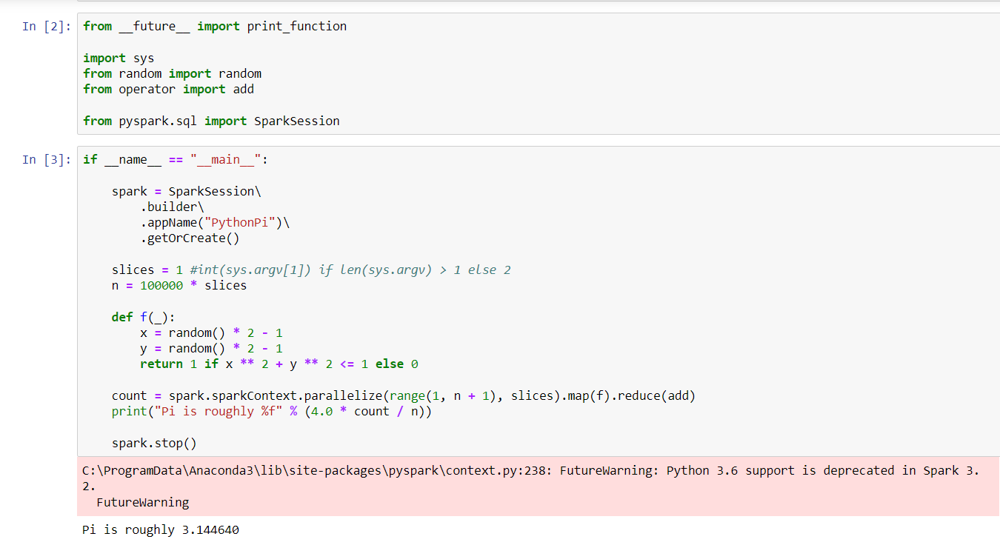 In [2]: from __future__ import print_function
import sys
from random import random
from operator import add
from pyspark.sql import SparkSession
In [3]: if __name__ == "__main__":
spark = SparkSession\
.builder\
.appName("PythonPi")\
.getOrCreate()
slices = 1 #int(sys.argv[1]) if len(sys.argv) > 1 else 2
n = 100000 * slices
def f(_):
x = random() * 2 - 1
y = random() * 2 - 1
return 1 if x ** 2 + y ** 2 <= 1 else 0
count = spark.sparkContext.parallelize(range(1, n + 1), slices).map(f).reduce(add)
print("Pi is roughly %f" % (4.0 * count / n))
spark.stop()
C:\ProgramData\Anaconda3\lib\site-packages\pyspark\context.py:238: FutureWarning: Python 3.6 support is deprecated in Spark 3.
2.
FutureWarning
Pi is roughly 3.144640